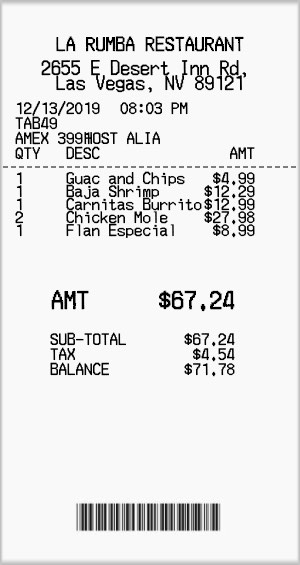 LA RUMBA RESTAURANT
2655 E Desert Inn Rd,
Las Vegas, NV 89121
12/13/2019 08:03 PM
TAB49
AMEX 399HOST ALIA
QTY DESC AMT
1 Guac and Chips $4.99
1 Baja Shrimp $12.29
1 Carnitas Burrito $12.99
2 Chicken Mole $27.98
1 Flan Especial $8.99
AMT $67.24
SUB-TOTAL $67.24
TAX $4.54
BALANCE $71.78